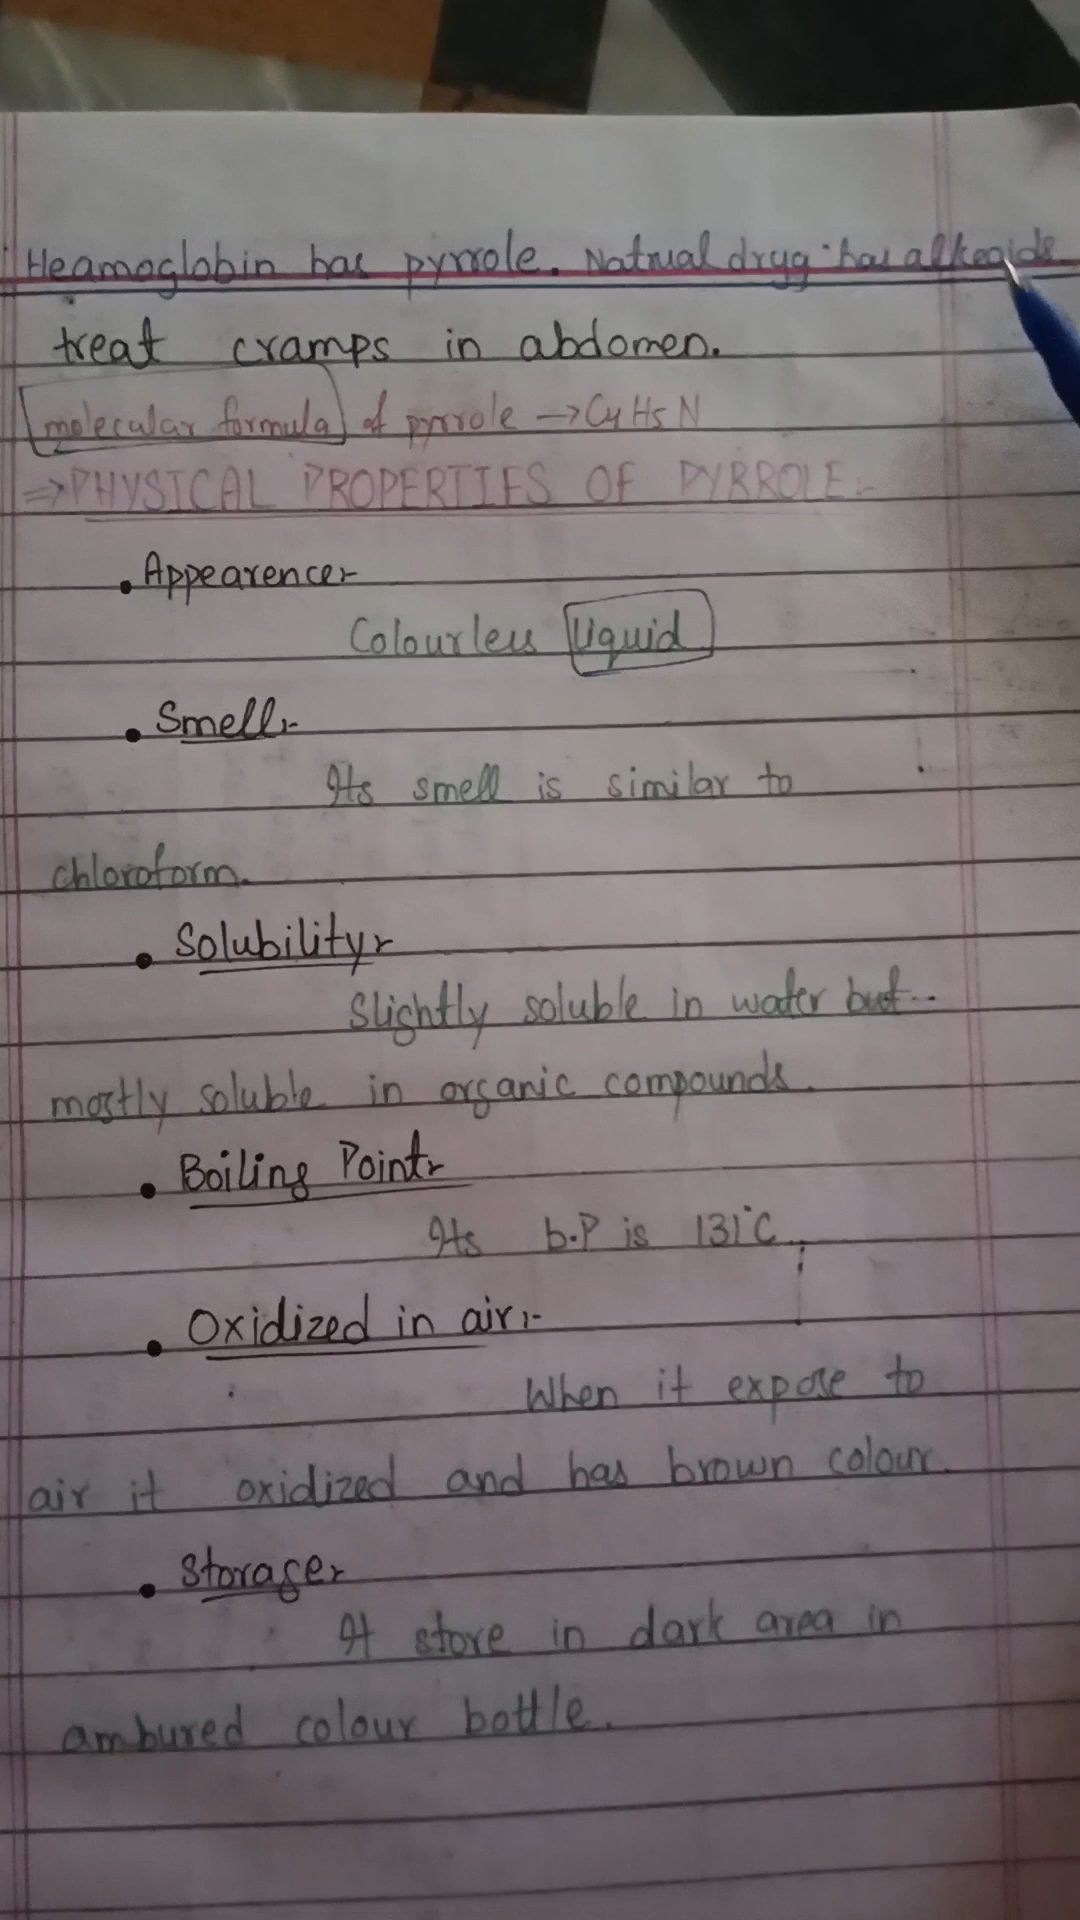 Heamoglobin has pyrrole. Natural drug has alkaoids
treat cramps in abdomen.
molecular formula of pyrrole → C4H5N
⇒ PHYSICAL PROPERTIES OF PYRROLE:-
• Appearence:-
Colourless liquid
• Smell:-
Its smell is similar to
chloroform.
• Solubility:-
Slightly soluble in water but
mostly soluble in organic compounds.
• Boiling Point:-
Its b.P is 131°C.
• Oxidized in air:-
When it expose to
air it oxidized and has brown colour.
• Storage:-
It store in dark area in
ambured colour bottle.